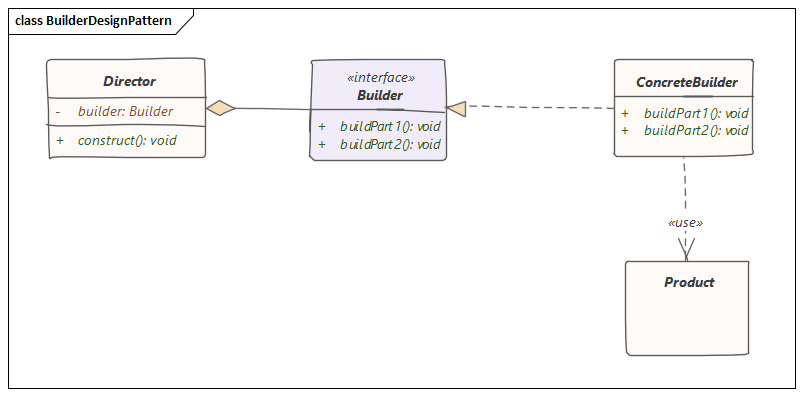 class BuilderDesignPattern
Director
- builder: Builder
+ construct(): void
«interface»
Builder
+ buildPart1(): void
+ buildPart2(): void
ConcreteBuilder
+ buildPart1(): void
+ buildPart2(): void
«use»
Product